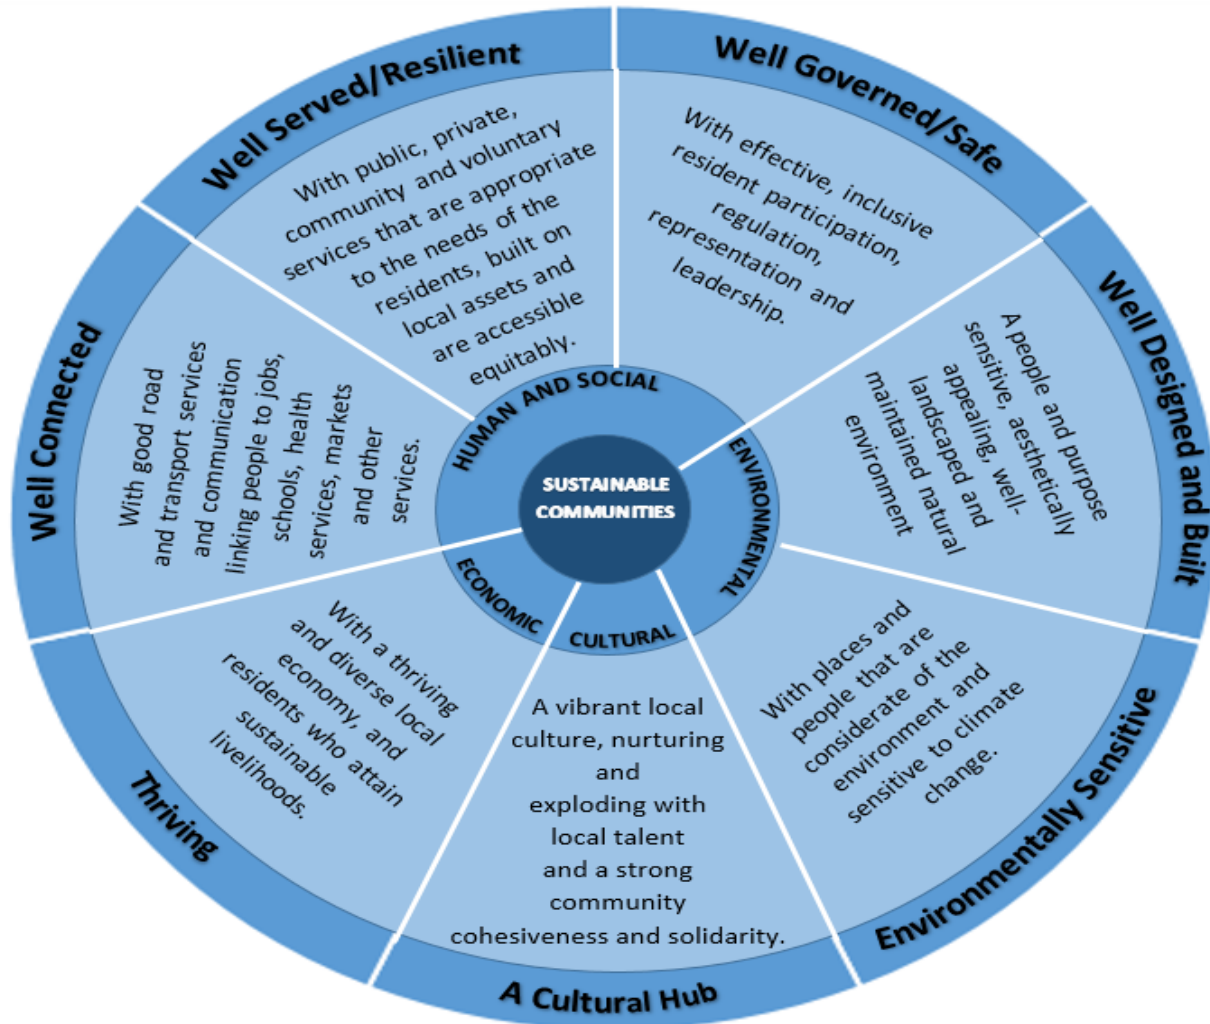 Well Served/Resilient
With public, private,
community and voluntary
services that are appropriate
to the needs of the
residents, built on
local assets and
are accessible
equitably.
Well Governed/Safe
With effective, inclusive
resident participation,
regulation,
representation and
leadership.
Well Designed and Built
A people and purpose
sensitive, aesthetically
appealing, well-
landscaped and
maintained natural
environment
Environmentally Sensitive
With places and
people that are
considerate of the
environment and
sensitive to climate
change.
A Cultural Hub
A vibrant local
culture, nurturing
and
exploding with
local talent
and a strong
community
cohesiveness and solidarity.
Thriving
With a thriving
and diverse local
economy, and
residents who attain
sustainable
livelihoods.
Well Connected
With good road
and transport services
and communication
linking people to jobs,
schools, health
services, markets
and other
services.
HUMAN AND SOCIAL
ENVIRONMENTAL
CULTURAL
ECONOMIC
SUSTAINABLE
COMMUNITIES